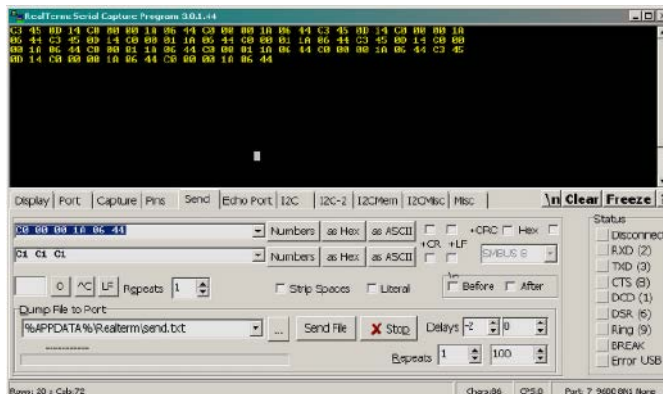 RealTerm: Serial Capture Program 3.0.1.44
C3 45 0D 14 C0 00 00 1A 06 44 C0 00 00 1A 06 44 C3 45 0D 14 C0 00 00 1A
06 44 C3 45 0D 14 C0 00 01 1A 06 44 C0 00 01 1A 06 44 C3 45 0D 14 C0 00
00 1A 06 44 C0 00 01 1A 06 44 C0 00 01 1A 06 44 C0 00 00 1A 06 44 C3 45
0D 14 C0 00 00 1A 06 44 C0 00 00 1A 06 44
Display Port Capture Pins Send Echo Port I2C I2C-2 I2CMem I2CMisc Misc \n Clear Freeze ?
Status
C0 00 00 1A 06 44 Numbers as Hex as ASCII +CRC Hex
Disconnect
+CR +LF
C1 C1 C1 Numbers as Hex as ASCII SMBUS 8
RXD (2)
TXD (3)
CTS (8)
0 ^C LF Repeats 1 Strip Spaces Literal \n Before After
DCD (1)
DSR (6)
Dump File to Port
%APPDATA%\Realterm\send.txt ... Send File Stop Delays -2 0
Ring (9)
BREAK
Repeats 1 100
Error USB
Rows: 20 x Cols:72 Chars:86 CPS:0 Port: 7 9600 8N1 None